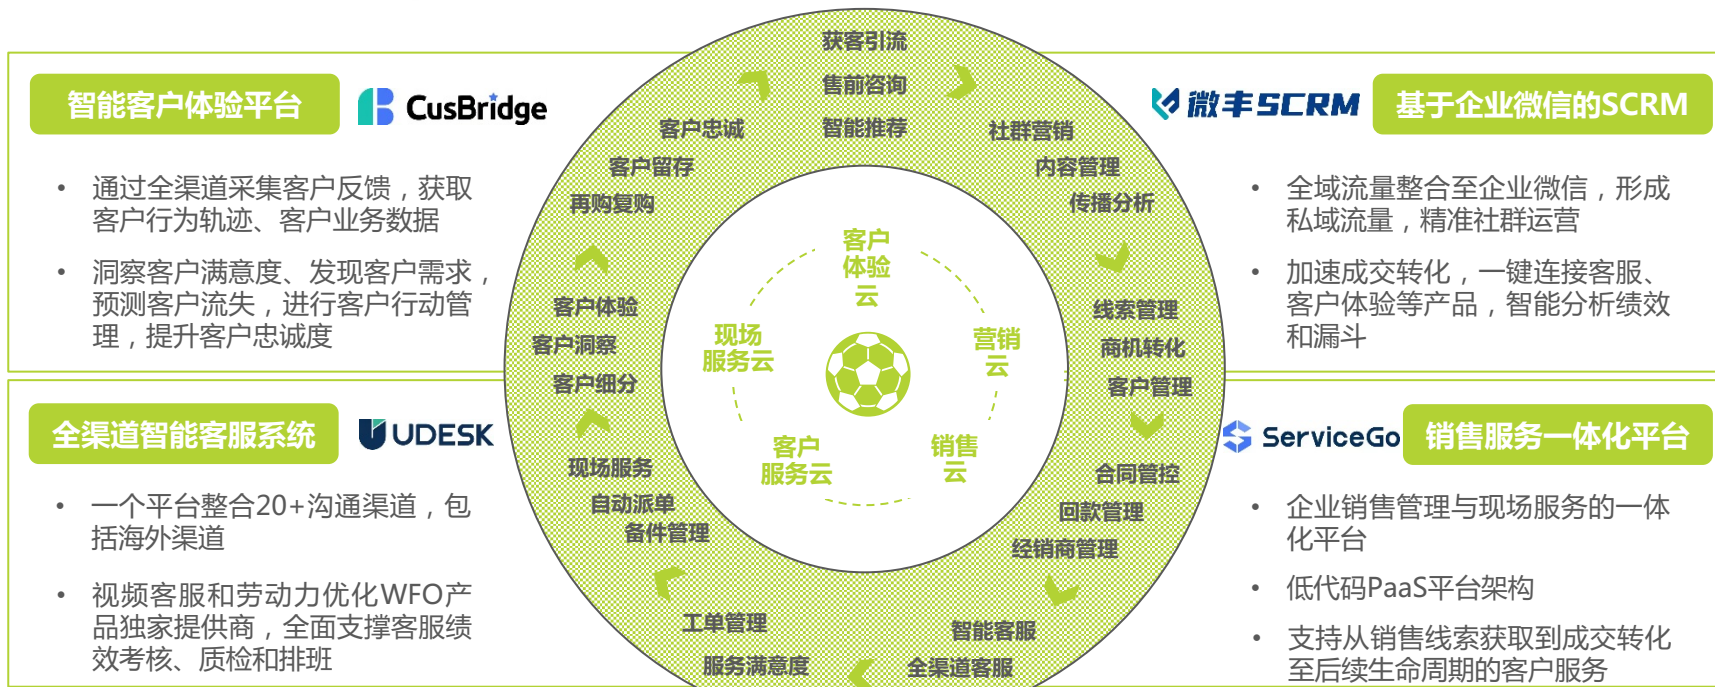 智能客户体验平台
CusBridge
• 通过全渠道采集客户反馈，获取
客户行为轨迹、客户业务数据
• 洞察客户满意度、发现客户需求，
预测客户流失，进行客户行动管
理，提升客户忠诚度
全渠道智能客服系统
UDESK
• 一个平台整合20+沟通渠道，包
括海外渠道
• 视频客服和劳动力优化WFO产
品独家提供商，全面支撑客服绩
效考核、质检和排班
获客引流
售前咨询
智能推荐
社群营销
内容管理
传播分析
线索管理
商机转化
客户管理
合同管控
回款管理
经销商管理
智能客服
全渠道客服
工单管理
服务满意度
现场服务
自动派单
备件管理
客户体验
客户洞察
客户细分
客户忠诚
客户留存
再购复购
客户
体验
云
营销
云
销售
云
客户
服务云
现场
服务云
微丰SCRM
基于企业微信的SCRM
• 全域流量整合至企业微信，形成
私域流量，精准社群运营
• 加速成交转化，一键连接客服、
客户体验等产品，智能分析绩效
和漏斗
ServiceGo
销售服务一体化平台
• 企业销售管理与现场服务的一体
化平台
• 低代码PaaS平台架构
• 支持从销售线索获取到成交转化
至后续生命周期的客户服务